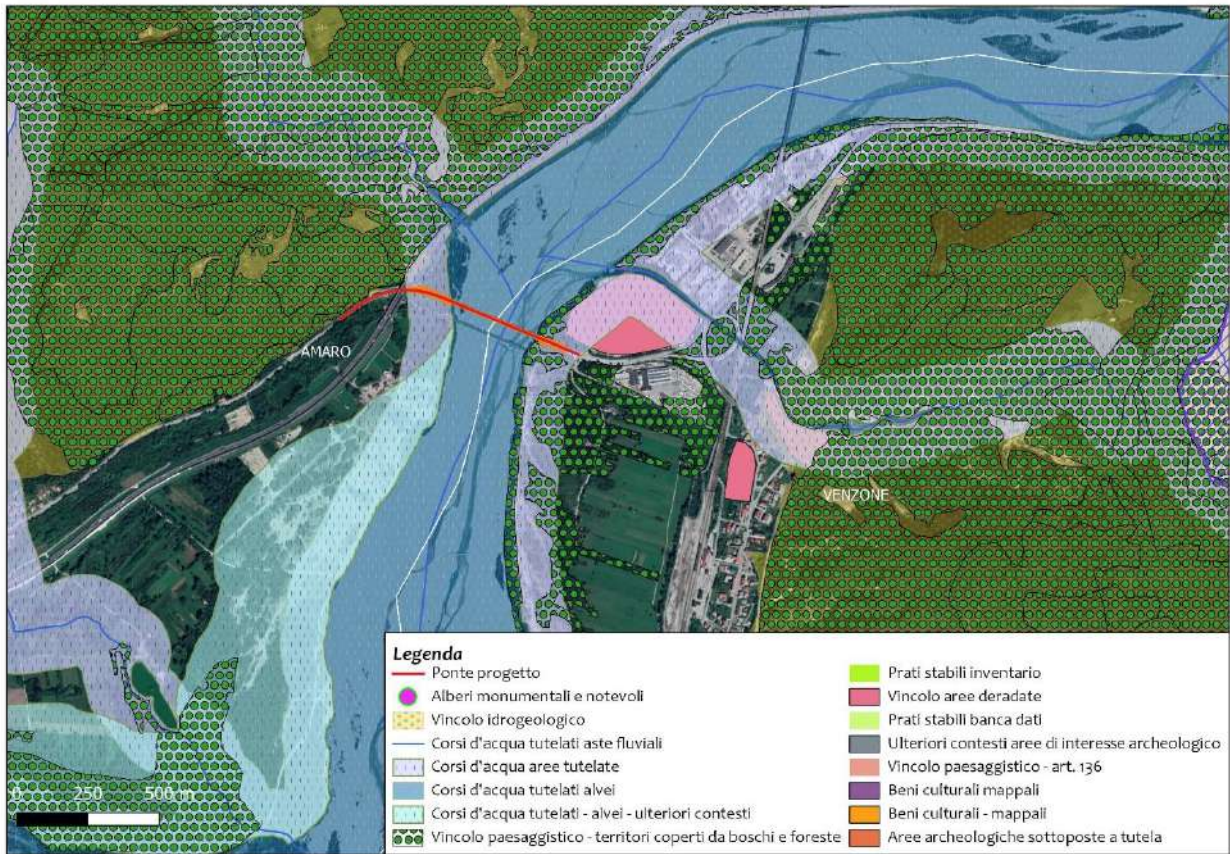 AMARO
VENZONE
0 250 500 m
Legenda
Ponte progetto
Alberi monumentali e notevoli
Vincolo idrogeologico
Corsi d'acqua tutelati aste fluviali
Corsi d'acqua aree tutelate
Corsi d'acqua tutelati alvei
Corsi d'acqua tutelati - alvei - ulteriori contesti
Vincolo paesaggistico - territori coperti da boschi e foreste
Prati stabili inventario
Vincolo aree deradate
Prati stabili banca dati
Ulteriori contesti aree di interesse archeologico
Vincolo paesaggistico - art. 136
Beni culturali mappali
Beni culturali - mappali
Aree archeologiche sottoposte a tutela